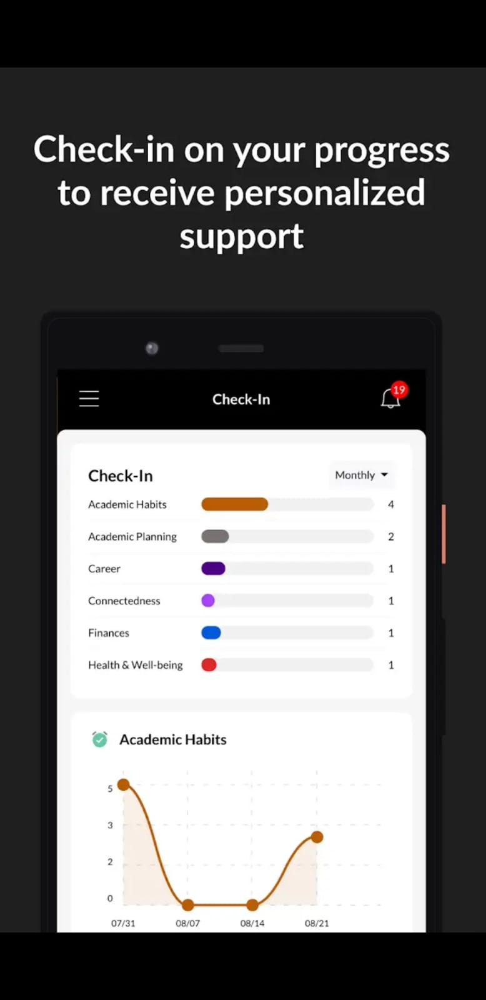 Check-in on your progress
to receive personalized
support
Check-In
19
Check-In
Monthly
Academic Habits 4
Academic Planning 2
Career 1
Connectedness 1
Finances 1
Health & Well-being 1
Academic Habits
5
3
2
0
07/31 08/07 08/14 08/21